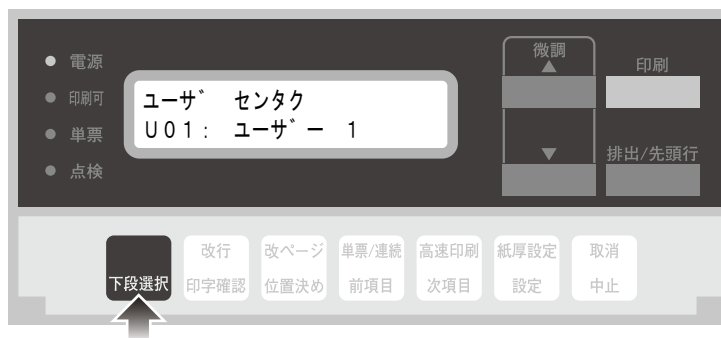 電源
印刷可
単票
点検
ユーザﾞ センタク
U01: ユーザﾞー 1
微調
▲
▼
印刷
排出/先頭行
下段選択
改行
印字確認
改ページ
位置決め
単票/連続
前項目
高速印刷
次項目
紙厚設定
設定
取消
中止